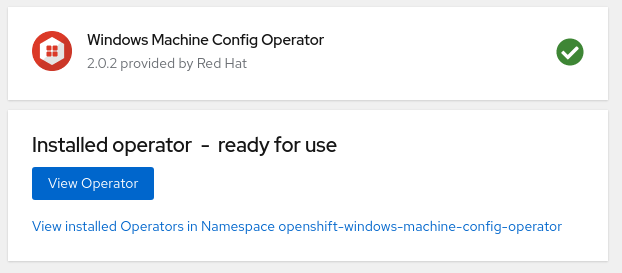 Windows Machine Config Operator
2.0.2 provided by Red Hat
Installed operator - ready for use
View Operator
View installed Operators in Namespace openshift-windows-machine-config-operator